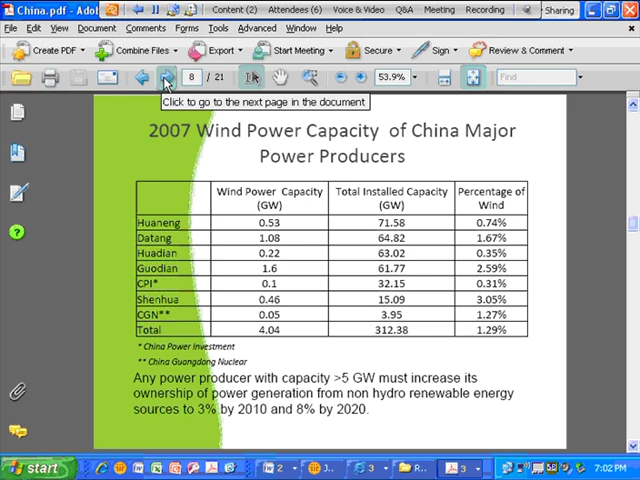 China.pdf - Adob
Content (2) Attendees (6) Voice & Video Q&A Meeting Recording Sharing
File Edit View Document Comments Forms Tools Advanced Window Help
Create PDF Combine Files Export Start Meeting Secure Sign Review & Comment
8 / 21 53.9% Find
Click to go to the next page in the document
2007 Wind Power Capacity of China Major
Power Producers
Wind Power Capacity (GW) Total Installed Capacity (GW) Percentage of Wind
Huaneng 0.53 71.58 0.74%
Datang 1.08 64.82 1.67%
Huadian 0.22 63.02 0.35%
Guodian 1.6 61.77 2.59%
CPI* 0.1 32.15 0.31%
Shenhua 0.46 15.09 3.05%
CGN** 0.05 3.95 1.27%
Total 4.04 312.38 1.29%
* China Power Investment
** China Guangdong Nuclear
Any power producer with capacity >5 GW must increase its
ownership of power generation from non hydro renewable energy
sources to 3% by 2010 and 8% by 2020.
start 2 J... 3 R... 3 7:02 PM